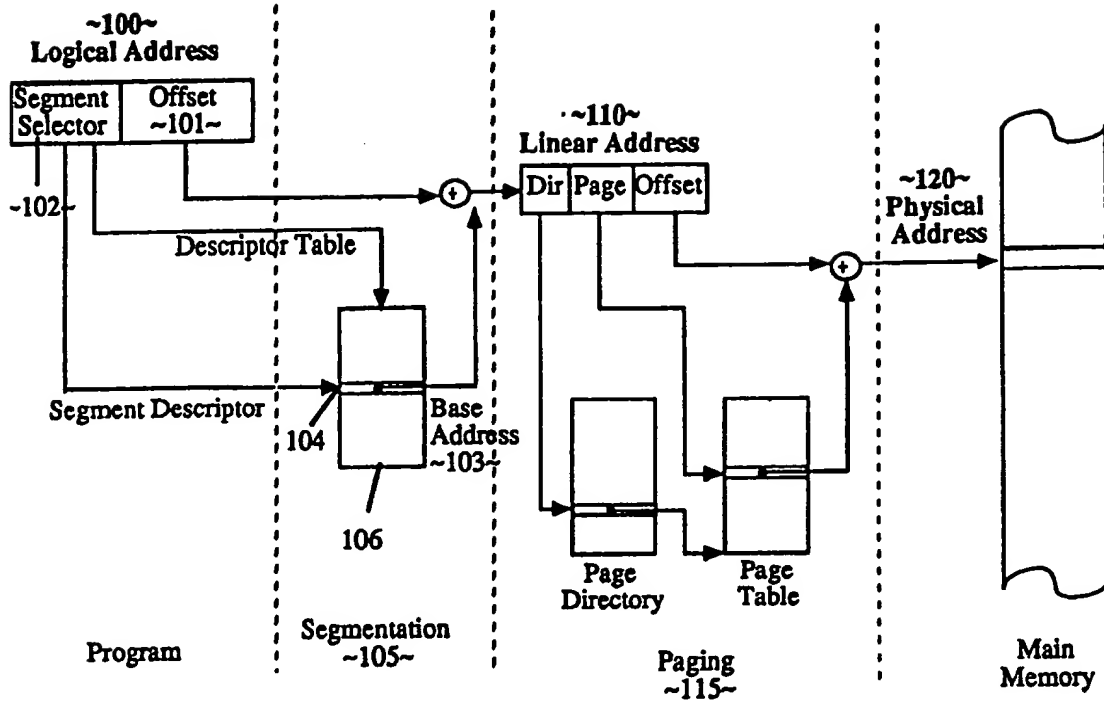 ~100~
Logical Address
Segment
Selector
Offset
~101~
~102~
Descriptor Table
Segment Descriptor
104
Base
Address
~103~
106
~110~
Linear Address
Dir
Page
Offset
~120~
Physical
Address
Page
Directory
Page
Table
Program
Segmentation
~105~
Paging
~115~
Main
Memory